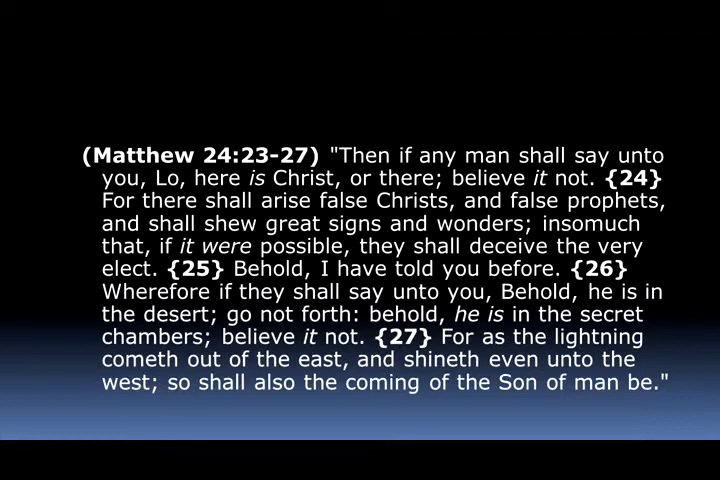 (Matthew 24:23-27) "Then if any man shall say unto
you, Lo, here is Christ, or there; believe it not. {24}
For there shall arise false Christs, and false prophets,
and shall shew great signs and wonders; insomuch
that, if it were possible, they shall deceive the very
elect. {25} Behold, I have told you before. {26}
Wherefore if they shall say unto you, Behold, he is in
the desert; go not forth: behold, he is in the secret
chambers; believe it not. {27} For as the lightning
cometh out of the east, and shineth even unto the
west; so shall also the coming of the Son of man be."